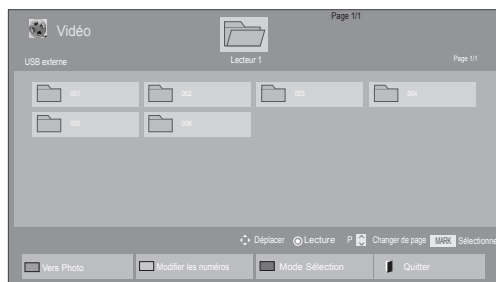 Page 1/1
Vidéo
USB externe
Lecteur 1
Page 1/1
001 002 003 004
005 006
Déplacer Lecture P Changer de page MARK Sélectionne
Vers Photo Modifier les numéros Mode Sélection Quitter